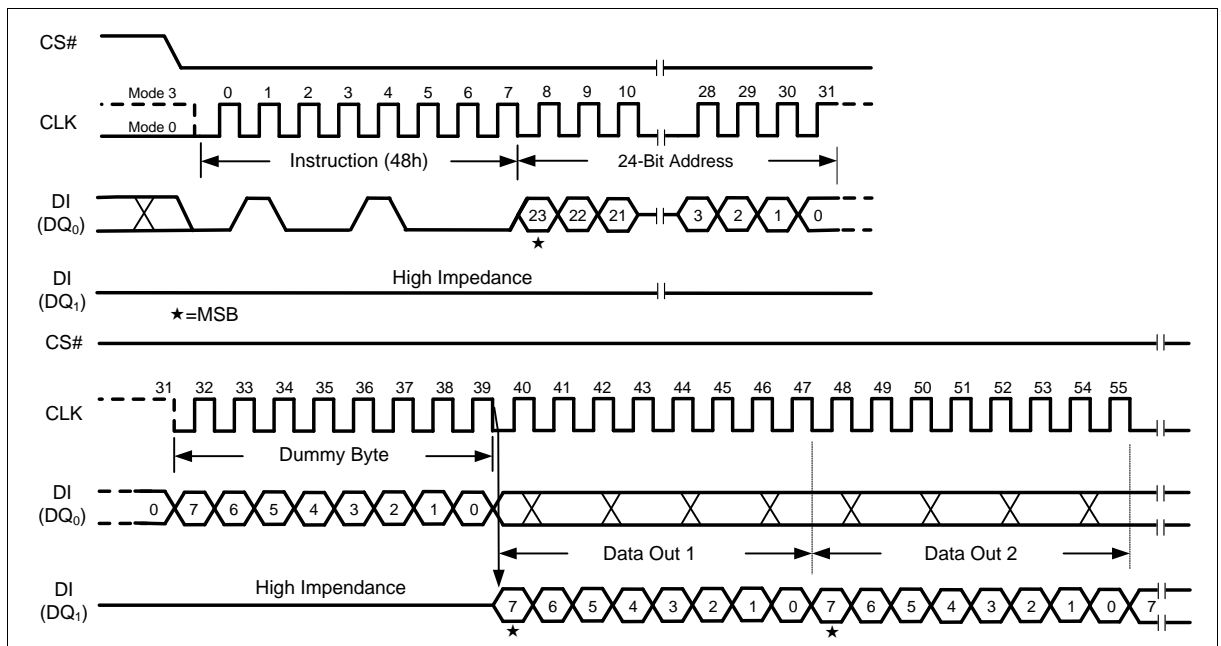 CS#
Mode 3 0 1 2 3 4 5 6 7 8 9 10 28 29 30 31
CLK
Mode 0
Instruction (48h) 24-Bit Address
DI
(DQ0) 23 22 21 3 2 1 0
★
DI
(DQ1) High Impedance
★=MSB
CS#
31 32 33 34 35 36 37 38 39 40 41 42 43 44 45 46 47 48 49 50 51 52 53 54 55
CLK
Dummy Byte
DI
(DQ0) 0 7 6 5 4 3 2 1 0
Data Out 1 Data Out 2
DI
(DQ1) High Impendance 7 6 5 4 3 2 1 0 7 6 5 4 3 2 1 0 7
★ ★